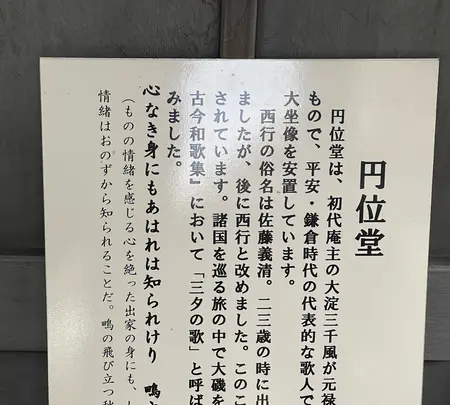 円位堂
円位堂は、初代庵主の大淀三千風が元禄
もので、平安・鎌倉時代の代表的な歌人で
大坐像を安置しています。
西行の俗名は佐藤義清。二三歳の時に出
ましたが、後に西行と改めました。このこ
されています。諸国を巡る旅の中で大磯を
古今和歌集』において「三夕の歌」と呼ば
みました。
心なき身にもあはれは知られけり 鴫
（ものの情緒を感じる心を絶った出家の身にも、し
情緒はおのずから知られることだ。鴫の飛び立つ秋